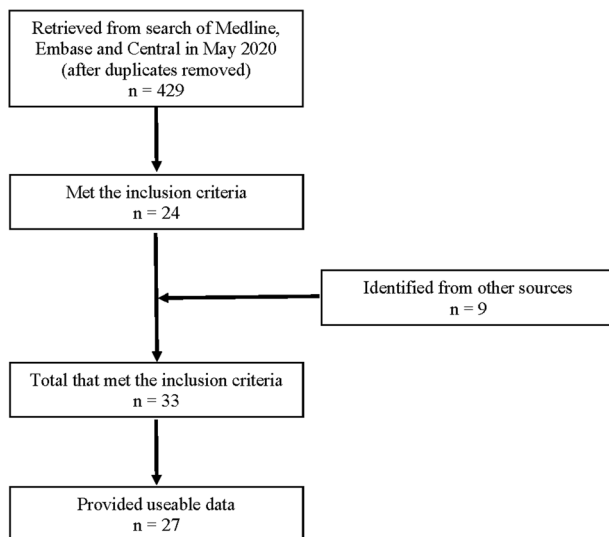 Retrieved from search of Medline,
Embase and Central in May 2020
(after duplicates removed)
n = 429
Met the inclusion criteria
n = 24
Identified from other sources
n = 9
Total that met the inclusion criteria
n = 33
Provided useable data
n = 27